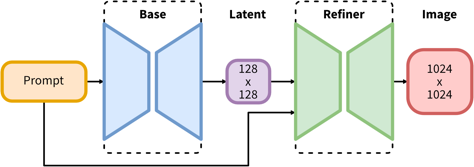 Base
Latent
Refiner
Image
Prompt
128
x
128
1024
x
1024